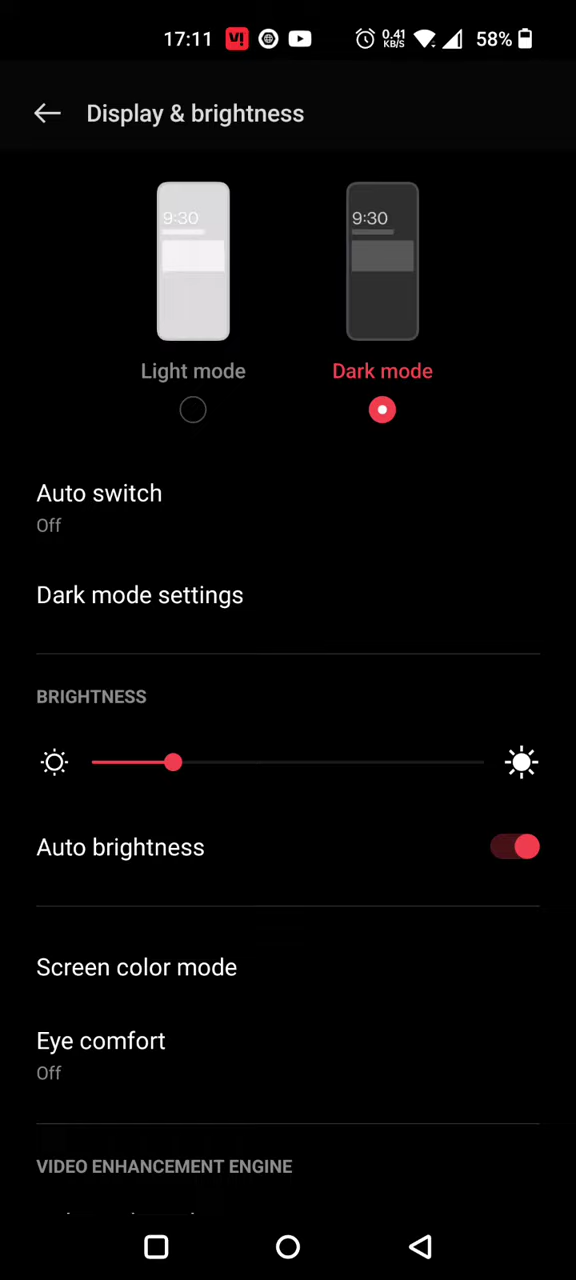 17:11 VI 0.41 KB/S 58%
Display & brightness
9:30 9:30
Light mode Dark mode
Auto switch
Off
Dark mode settings
BRIGHTNESS
Auto brightness
Screen color mode
Eye comfort
Off
VIDEO ENHANCEMENT ENGINE